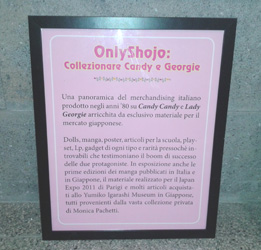 OnlyShojo:
Collezionare Candy e Georgie
Una panoramica del merchandising italiano
prodotto negli anni '80 su Candy Candy e Lady
Georgie arricchita da esclusivo materiale per il
mercato giapponese.
Dolls, manga, poster, articoli per la scuola, play-
set, Lp, gadget di ogni tipo e rarità pressoché in-
trovabili che testimoniano il boom di successo
delle due protagoniste. In esposizione anche le
prime edizioni dei manga pubblicati in Italia e
in Giappone, il materiale realizzato per il Japan
Expo 2011 di Parigi e molti articoli acquista-
ti allo Yumiko Igarashi Museum in Giappone,
tutti provenienti dalla vasta collezione privata
di Monica Pachetti.